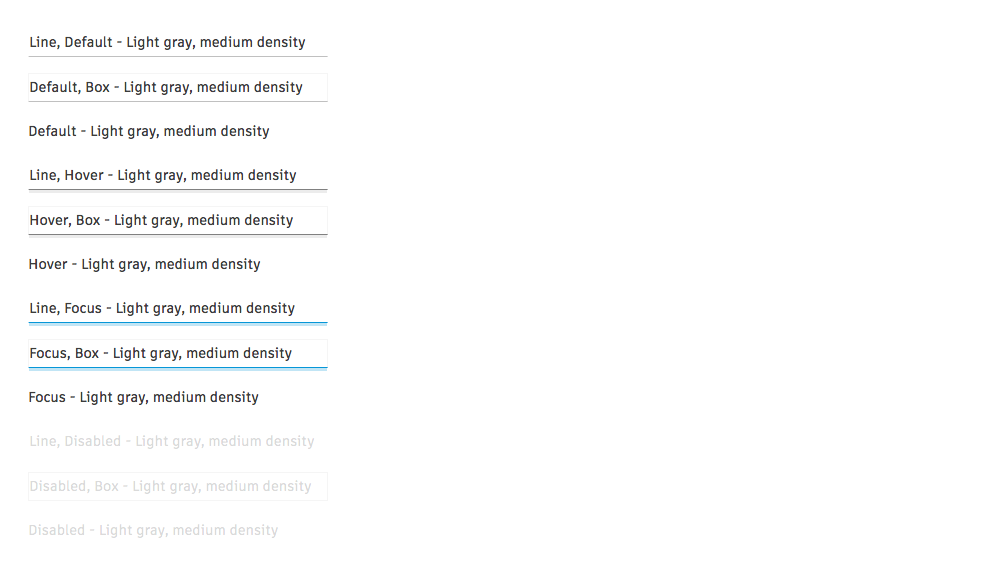 Line, Default - Light gray, medium density
Default, Box - Light gray, medium density
Default - Light gray, medium density
Line, Hover - Light gray, medium density
Hover, Box - Light gray, medium density
Hover - Light gray, medium density
Line, Focus - Light gray, medium density
Focus, Box - Light gray, medium density
Focus - Light gray, medium density
Line, Disabled - Light gray, medium density
Disabled, Box - Light gray, medium density
Disabled - Light gray, medium density